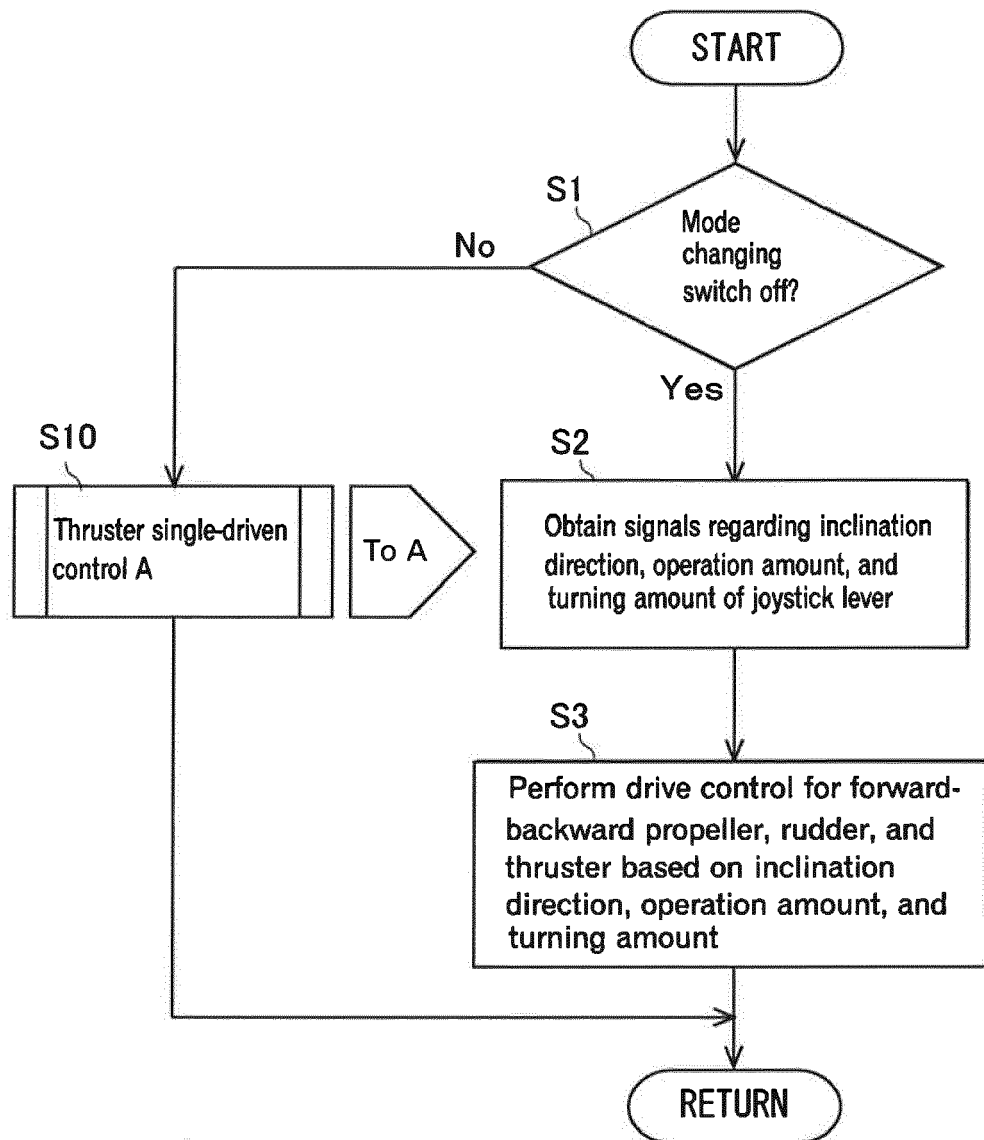 START
S1
Mode
changing
switch off?
No
Yes
S10
Thruster single-driven
control A
To A
S2
Obtain signals regarding inclination
direction, operation amount, and
turning amount of joystick lever
S3
Perform drive control for forward-
backward propeller, rudder, and
thruster based on inclination
direction, operation amount, and
turning amount
RETURN